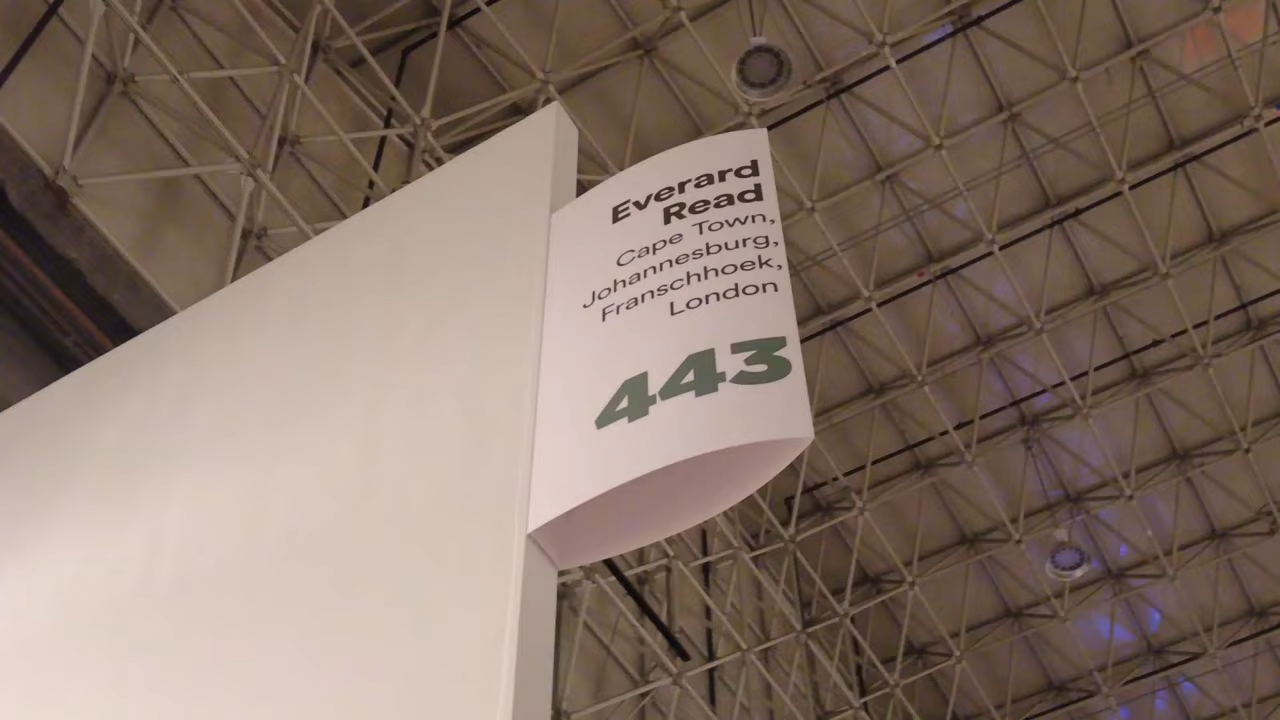 Everard
Read
Cape Town,
Johannesburg,
Franschhoek,
London
443